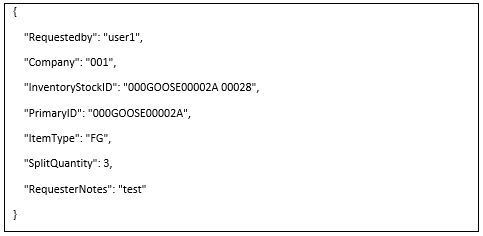 {
"Requestedby": "user1",
"Company": "001",
"InventoryStockID": "000GOOSE00002A 00028",
"PrimaryID": "000GOOSE00002A",
"ItemType": "FG",
"SplitQuantity": 3,
"RequesterNotes": "test"
}